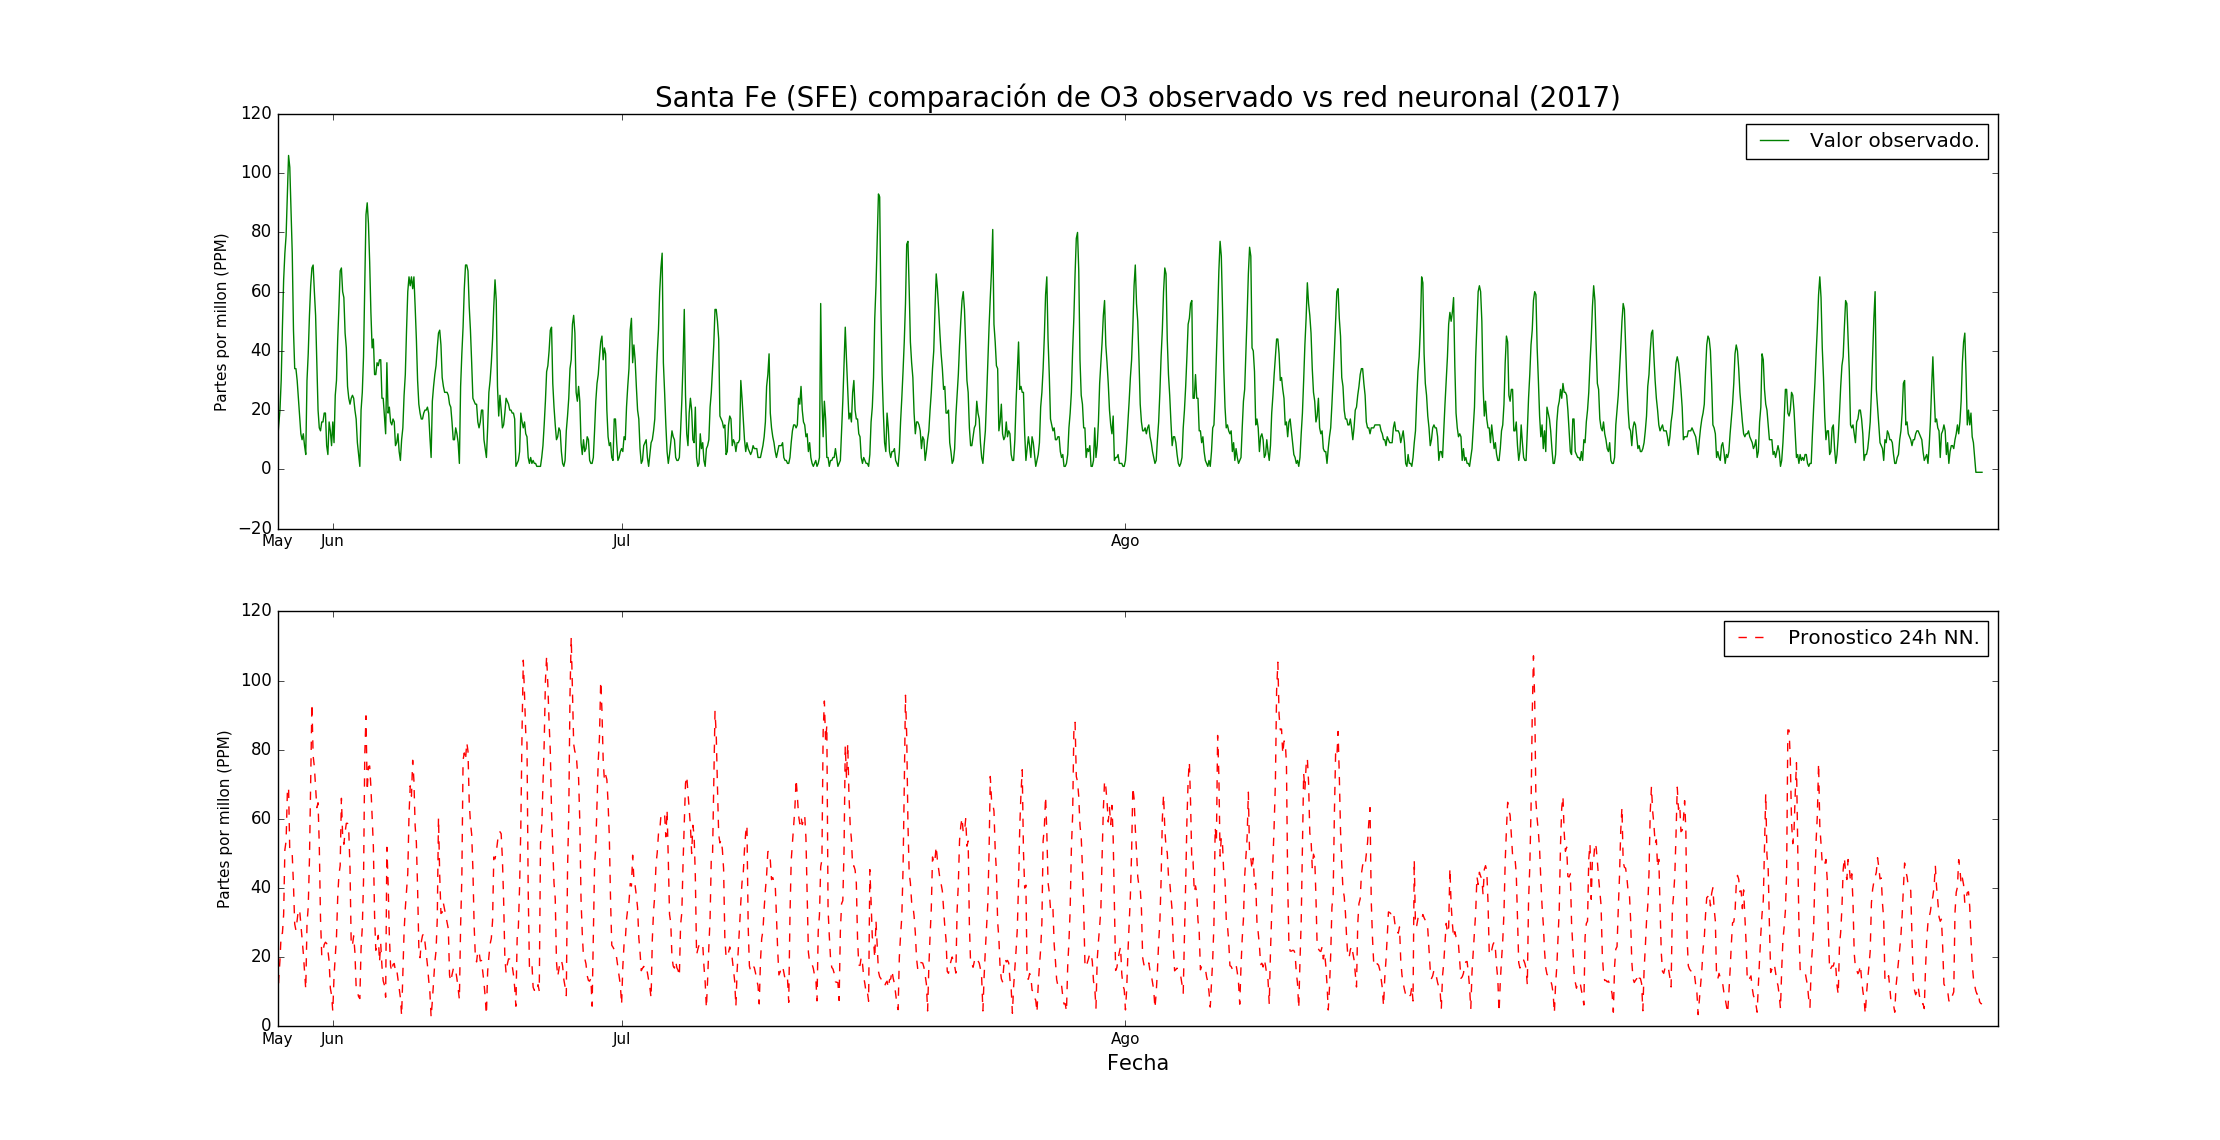 Santa Fe (SFE) comparación de O3 observado vs red neuronal (2017)
120
100
80
60
40
20
0
−20
Partes por millon (PPM)
Valor observado.
May Jun Jul Ago
120
100
80
60
40
20
0
Partes por millon (PPM)
Pronostico 24h NN.
May Jun Jul Ago
Fecha